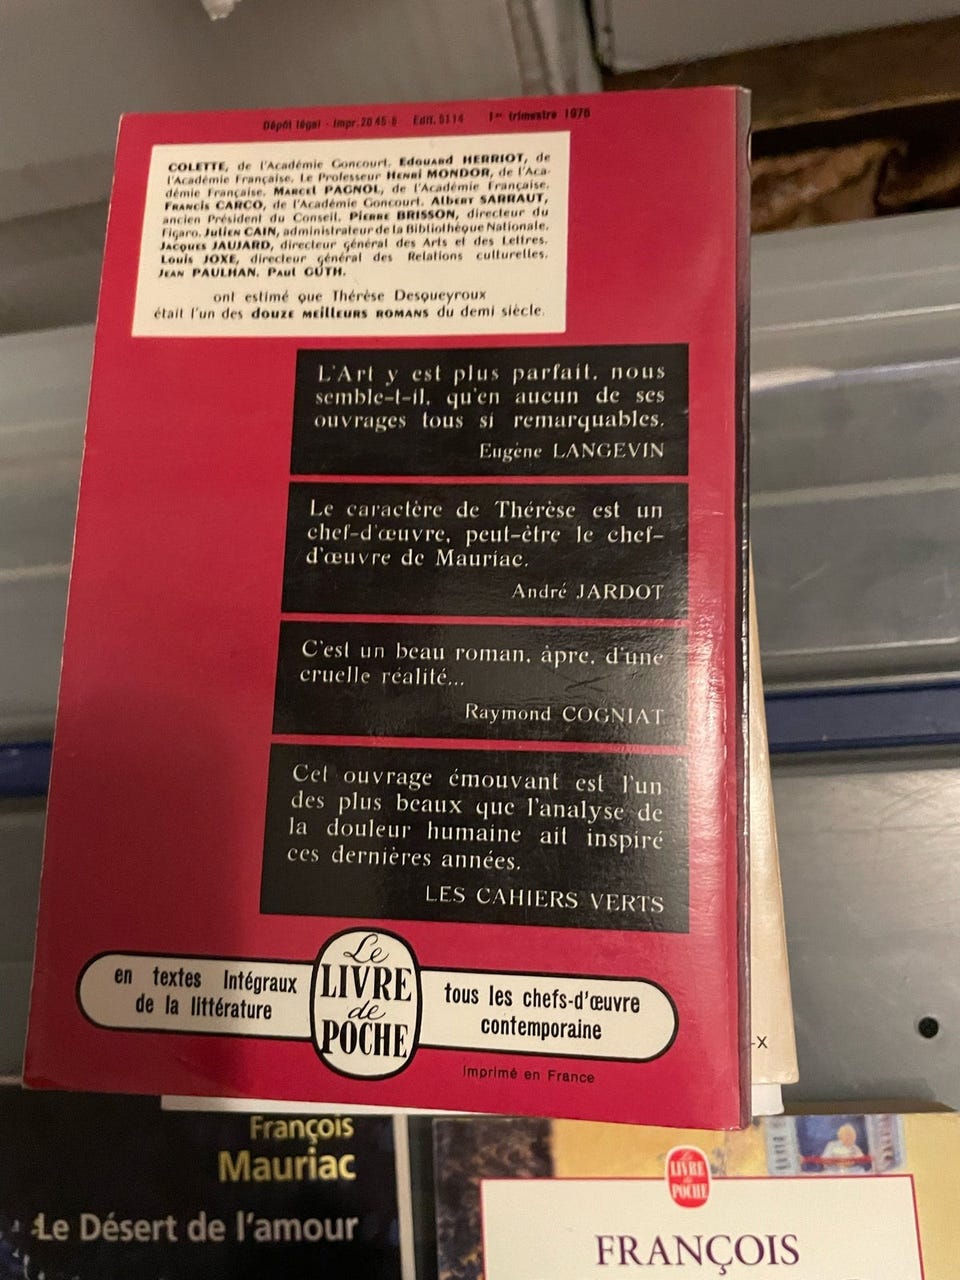 Dépôt légal - Impr. 2045-5 Edit. 5114 1er trimestre 1976
COLETTE, de l'Académie Goncourt. Edouard HERRIOT, de
l'Académie Française. Le Professeur Henri MONDOR, de l'Aca-
démie Française. Marcel PAGNOL, de l'Académie Française.
Francis CARCO, de l'Académie Goncourt. Albert SARRAUT,
ancien Président du Conseil. Pierre BRISSON, directeur du
Figaro. Julien CAIN, administrateur de la Bibliothèque Nationale.
Jacques JAUJARD, directeur général des Arts et des Lettres.
Louis JOXE, directeur général des Relations culturelles.
Jean PAULHAN. Paul GUTH.
ont estimé que Thérèse Desqueyroux
était l'un des DOUZE MEILLEURS ROMANS du demi siècle.
L'Art y est plus parfait, nous
semble-t-il, qu'en aucun de ses
ouvrages tous si remarquables.
Eugène LANGEVIN
Le caractère de Thérèse est un
chef-d'œuvre, peut-être le chef-
d'œuvre de Mauriac.
André JARDOT
C'est un beau roman, âpre, d'une
cruelle réalité...
Raymond COGNIAT
Cet ouvrage émouvant est l'un
des plus beaux que l'analyse de
la douleur humaine ait inspiré
ces dernières années.
LES CAHIERS VERTS
en textes intégraux
de la littérature
Le
LIVRE
de
POCHE
tous les chefs-d'œuvre
contemporaine
Imprimé en France
-X
François
Mauriac
Le Désert de l'amour
Le
LIVRE
de
POCHE
FRANÇOIS